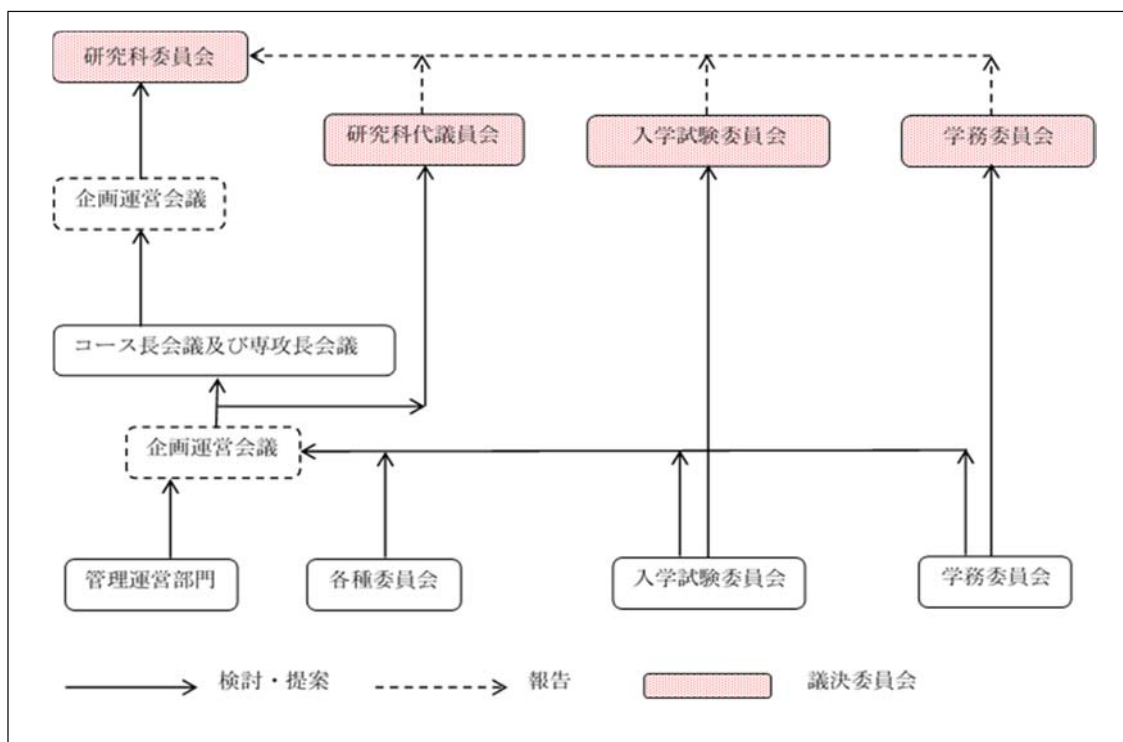 研究科委員会
研究科代議員会
入学試験委員会
学務委員会
企画運営会議
コース長会議及び専攻長会議
企画運営会議
管理運営部門
各種委員会
入学試験委員会
学務委員会
検討・提案
報告
議決委員会